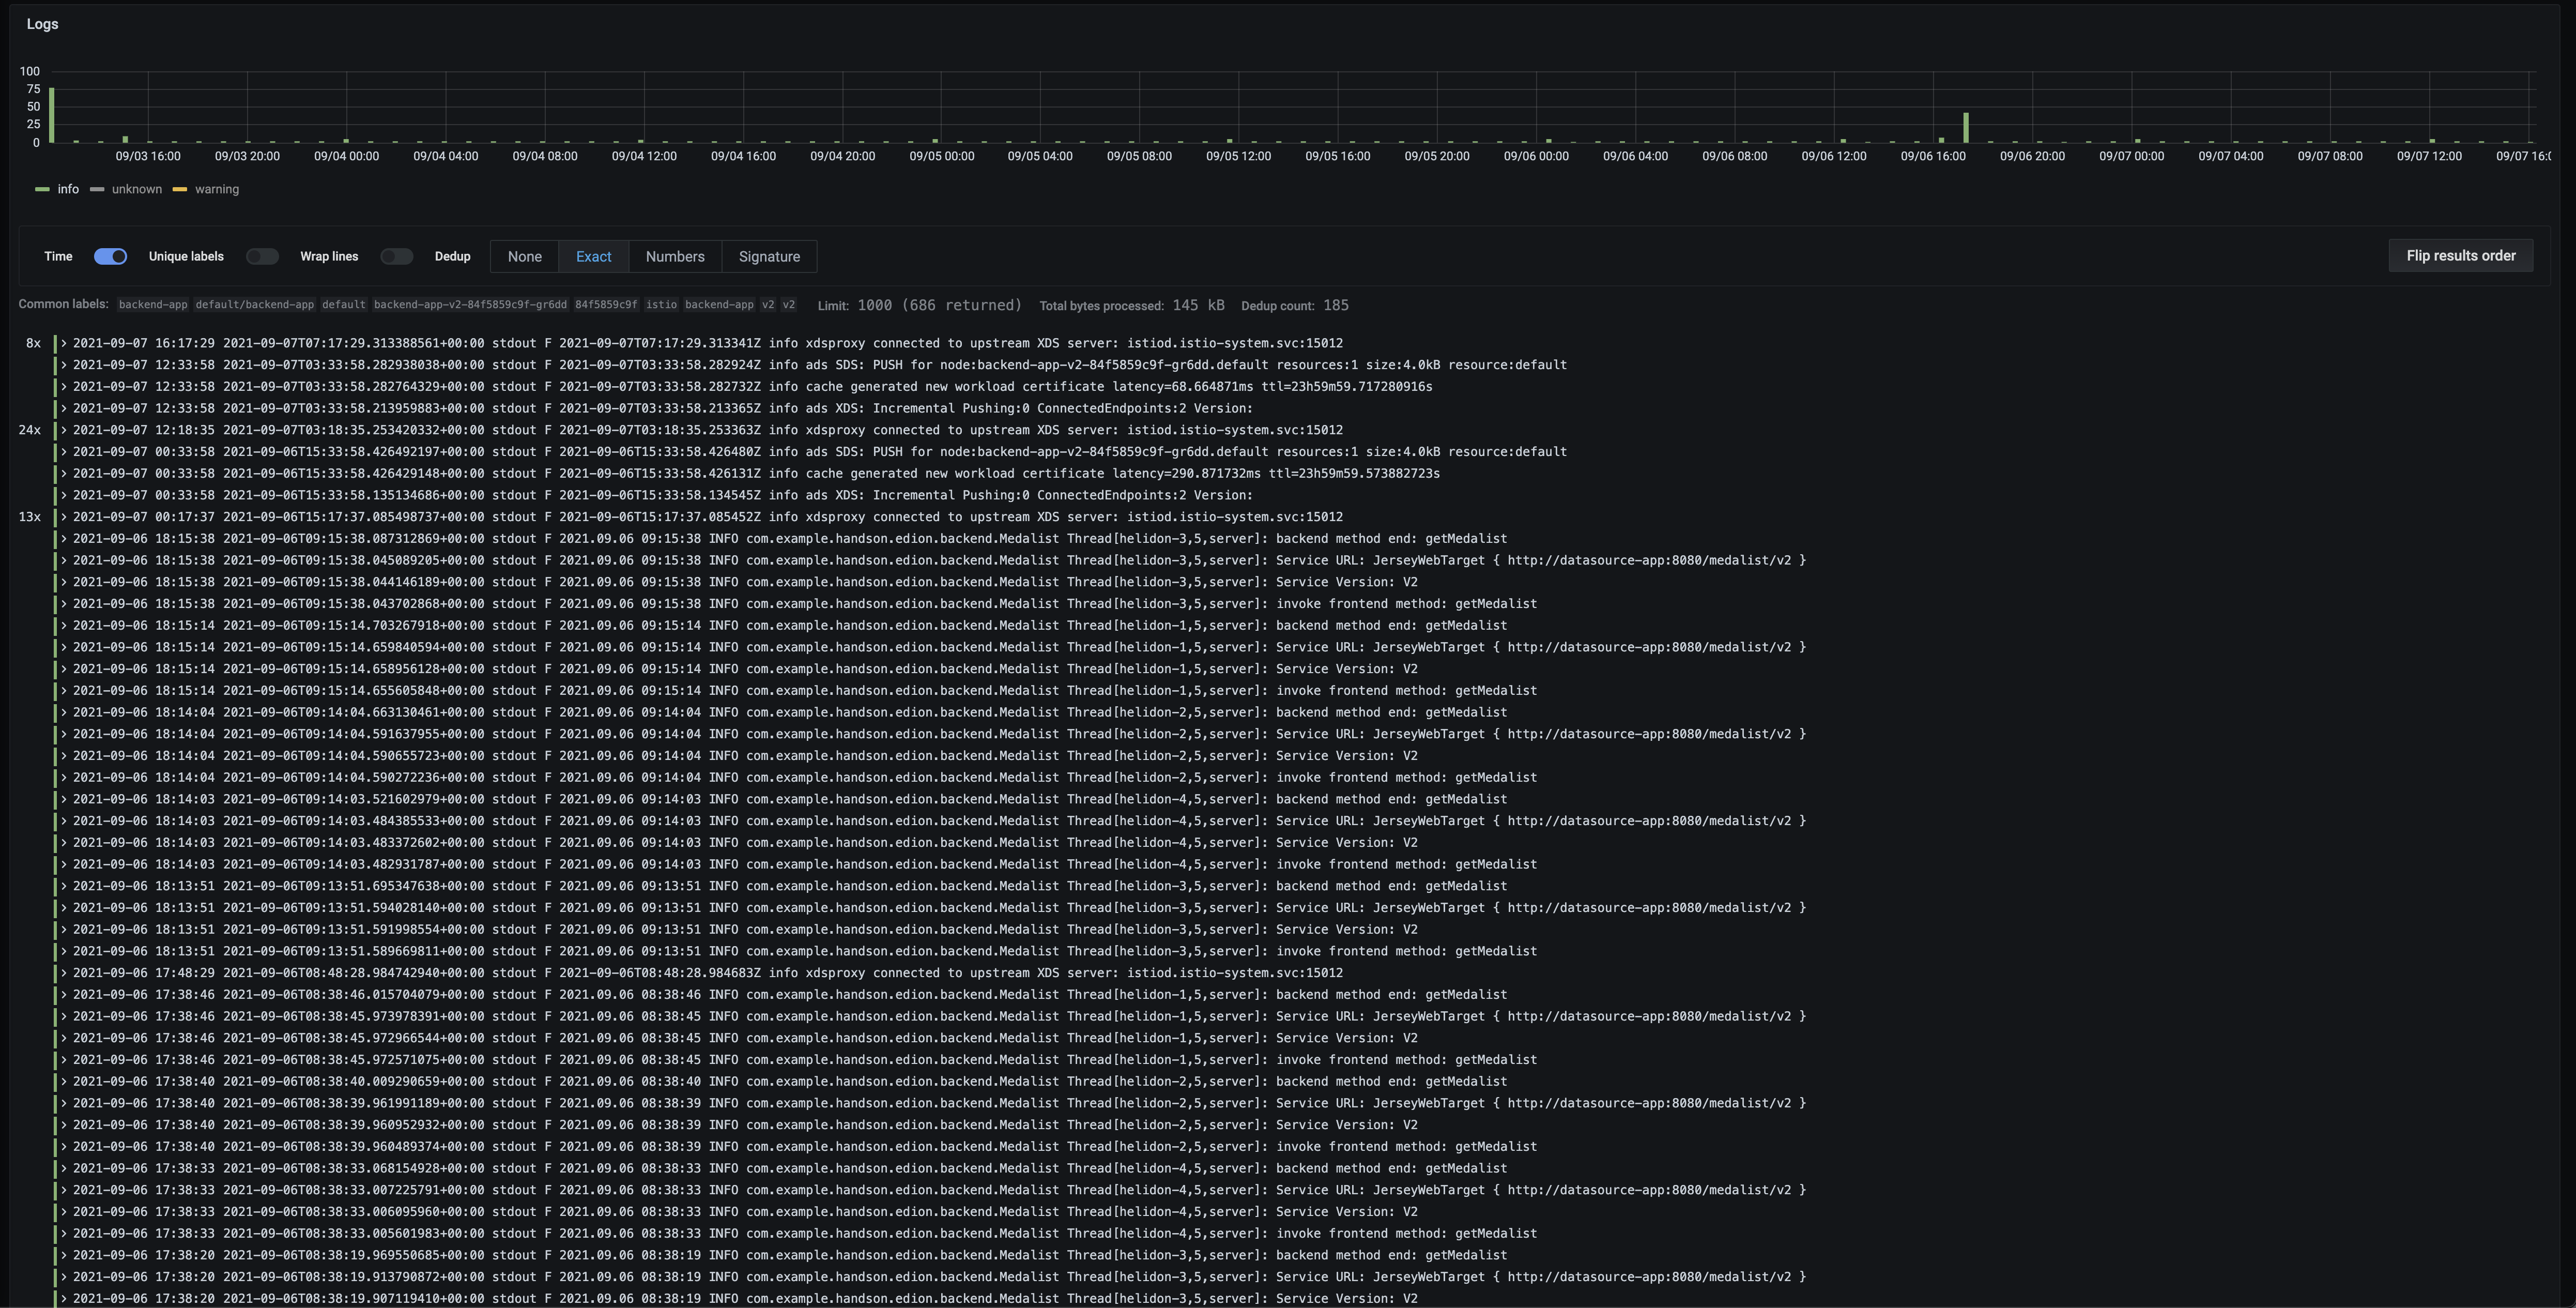 Logs
100
75
50
25
0
09/03 16:00 09/03 20:00 09/04 00:00 09/04 04:00 09/04 08:00 09/04 12:00 09/04 16:00 09/04 20:00 09/05 00:00 09/05 04:00 09/05 08:00 09/05 12:00 09/05 16:00 09/05 20:00 09/06 00:00 09/06 04:00 09/06 08:00 09/06 12:00 09/06 16:00 09/06 20:00 09/07 00:00 09/07 04:00 09/07 08:00 09/07 12:00 09/07 16:0
info unknown warning
Time Unique labels Wrap lines Dedup None Exact Numbers Signature Flip results order
Common labels: backend-app default/backend-app default backend-app-v2-84f5859c9f-gr6dd 84f5859c9f istio backend-app v2 v2 Limit: 1000 (686 returned) Total bytes processed: 145 kB Dedup count: 185
8x > 2021-09-07 16:17:29 2021-09-07T07:17:29.313388561+00:00 stdout F 2021-09-07T07:17:29.313341Z info xdsproxy connected to upstream XDS server: istiod.istio-system.svc:15012
> 2021-09-07 12:33:58 2021-09-07T03:33:58.282938038+00:00 stdout F 2021-09-07T03:33:58.282924Z info ads SDS: PUSH for node:backend-app-v2-84f5859c9f-gr6dd.default resources:1 size:4.0kB resource:default
> 2021-09-07 12:33:58 2021-09-07T03:33:58.282764329+00:00 stdout F 2021-09-07T03:33:58.282732Z info cache generated new workload certificate latency=68.664871ms ttl=23h59m59.717280916s
> 2021-09-07 12:33:58 2021-09-07T03:33:58.213959883+00:00 stdout F 2021-09-07T03:33:58.213365Z info ads XDS: Incremental Pushing:0 ConnectedEndpoints:2 Version:
24x > 2021-09-07 12:18:35 2021-09-07T03:18:35.253420332+00:00 stdout F 2021-09-07T03:18:35.253363Z info xdsproxy connected to upstream XDS server: istiod.istio-system.svc:15012
> 2021-09-07 00:33:58 2021-09-06T15:33:58.426492197+00:00 stdout F 2021-09-06T15:33:58.426480Z info ads SDS: PUSH for node:backend-app-v2-84f5859c9f-gr6dd.default resources:1 size:4.0kB resource:default
> 2021-09-07 00:33:58 2021-09-06T15:33:58.426429148+00:00 stdout F 2021-09-06T15:33:58.426131Z info cache generated new workload certificate latency=290.871732ms ttl=23h59m59.573882723s
> 2021-09-07 00:33:58 2021-09-06T15:33:58.135134686+00:00 stdout F 2021-09-06T15:33:58.134545Z info ads XDS: Incremental Pushing:0 ConnectedEndpoints:2 Version:
13x > 2021-09-07 00:17:37 2021-09-06T15:17:37.085498737+00:00 stdout F 2021-09-06T15:17:37.085452Z info xdsproxy connected to upstream XDS server: istiod.istio-system.svc:15012
> 2021-09-06 18:15:38 2021-09-06T09:15:38.087312869+00:00 stdout F 2021.09.06 09:15:38 INFO com.example.handson.edion.backend.Medalist Thread[helidon-3,5,server]: backend method end: getMedalist
> 2021-09-06 18:15:38 2021-09-06T09:15:38.045089205+00:00 stdout F 2021.09.06 09:15:38 INFO com.example.handson.edion.backend.Medalist Thread[helidon-3,5,server]: Service URL: JerseyWebTarget { http://datasource-app:8080/medalist/v2 }
> 2021-09-06 18:15:38 2021-09-06T09:15:38.044146189+00:00 stdout F 2021.09.06 09:15:38 INFO com.example.handson.edion.backend.Medalist Thread[helidon-3,5,server]: Service Version: V2
> 2021-09-06 18:15:38 2021-09-06T09:15:38.043702868+00:00 stdout F 2021.09.06 09:15:38 INFO com.example.handson.edion.backend.Medalist Thread[helidon-3,5,server]: invoke frontend method: getMedalist
> 2021-09-06 18:15:14 2021-09-06T09:15:14.703267918+00:00 stdout F 2021.09.06 09:15:14 INFO com.example.handson.edion.backend.Medalist Thread[helidon-1,5,server]: backend method end: getMedalist
> 2021-09-06 18:15:14 2021-09-06T09:15:14.659840594+00:00 stdout F 2021.09.06 09:15:14 INFO com.example.handson.edion.backend.Medalist Thread[helidon-1,5,server]: Service URL: JerseyWebTarget { http://datasource-app:8080/medalist/v2 }
> 2021-09-06 18:15:14 2021-09-06T09:15:14.658956128+00:00 stdout F 2021.09.06 09:15:14 INFO com.example.handson.edion.backend.Medalist Thread[helidon-1,5,server]: Service Version: V2
> 2021-09-06 18:15:14 2021-09-06T09:15:14.655605848+00:00 stdout F 2021.09.06 09:15:14 INFO com.example.handson.edion.backend.Medalist Thread[helidon-1,5,server]: invoke frontend method: getMedalist
> 2021-09-06 18:14:04 2021-09-06T09:14:04.663130461+00:00 stdout F 2021.09.06 09:14:04 INFO com.example.handson.edion.backend.Medalist Thread[helidon-2,5,server]: backend method end: getMedalist
> 2021-09-06 18:14:04 2021-09-06T09:14:04.591637955+00:00 stdout F 2021.09.06 09:14:04 INFO com.example.handson.edion.backend.Medalist Thread[helidon-2,5,server]: Service URL: JerseyWebTarget { http://datasource-app:8080/medalist/v2 }
> 2021-09-06 18:14:04 2021-09-06T09:14:04.590655723+00:00 stdout F 2021.09.06 09:14:04 INFO com.example.handson.edion.backend.Medalist Thread[helidon-2,5,server]: Service Version: V2
> 2021-09-06 18:14:04 2021-09-06T09:14:04.590272236+00:00 stdout F 2021.09.06 09:14:04 INFO com.example.handson.edion.backend.Medalist Thread[helidon-2,5,server]: invoke frontend method: getMedalist
> 2021-09-06 18:14:03 2021-09-06T09:14:03.521602979+00:00 stdout F 2021.09.06 09:14:03 INFO com.example.handson.edion.backend.Medalist Thread[helidon-4,5,server]: backend method end: getMedalist
> 2021-09-06 18:14:03 2021-09-06T09:14:03.484385533+00:00 stdout F 2021.09.06 09:14:03 INFO com.example.handson.edion.backend.Medalist Thread[helidon-4,5,server]: Service URL: JerseyWebTarget { http://datasource-app:8080/medalist/v2 }
> 2021-09-06 18:14:03 2021-09-06T09:14:03.483372602+00:00 stdout F 2021.09.06 09:14:03 INFO com.example.handson.edion.backend.Medalist Thread[helidon-4,5,server]: Service Version: V2
> 2021-09-06 18:14:03 2021-09-06T09:14:03.482931787+00:00 stdout F 2021.09.06 09:14:03 INFO com.example.handson.edion.backend.Medalist Thread[helidon-4,5,server]: invoke frontend method: getMedalist
> 2021-09-06 18:13:51 2021-09-06T09:13:51.695347638+00:00 stdout F 2021.09.06 09:13:51 INFO com.example.handson.edion.backend.Medalist Thread[helidon-3,5,server]: backend method end: getMedalist
> 2021-09-06 18:13:51 2021-09-06T09:13:51.594028140+00:00 stdout F 2021.09.06 09:13:51 INFO com.example.handson.edion.backend.Medalist Thread[helidon-3,5,server]: Service URL: JerseyWebTarget { http://datasource-app:8080/medalist/v2 }
> 2021-09-06 18:13:51 2021-09-06T09:13:51.591998554+00:00 stdout F 2021.09.06 09:13:51 INFO com.example.handson.edion.backend.Medalist Thread[helidon-3,5,server]: Service Version: V2
> 2021-09-06 18:13:51 2021-09-06T09:13:51.589669811+00:00 stdout F 2021.09.06 09:13:51 INFO com.example.handson.edion.backend.Medalist Thread[helidon-3,5,server]: invoke frontend method: getMedalist
> 2021-09-06 17:48:29 2021-09-06T08:48:28.984742940+00:00 stdout F 2021-09-06T08:48:28.984683Z info xdsproxy connected to upstream XDS server: istiod.istio-system.svc:15012
> 2021-09-06 17:38:46 2021-09-06T08:38:46.015704079+00:00 stdout F 2021.09.06 08:38:46 INFO com.example.handson.edion.backend.Medalist Thread[helidon-1,5,server]: backend method end: getMedalist
> 2021-09-06 17:38:46 2021-09-06T08:38:45.973978391+00:00 stdout F 2021.09.06 08:38:45 INFO com.example.handson.edion.backend.Medalist Thread[helidon-1,5,server]: Service URL: JerseyWebTarget { http://datasource-app:8080/medalist/v2 }
> 2021-09-06 17:38:46 2021-09-06T08:38:45.972966544+00:00 stdout F 2021.09.06 08:38:45 INFO com.example.handson.edion.backend.Medalist Thread[helidon-1,5,server]: Service Version: V2
> 2021-09-06 17:38:46 2021-09-06T08:38:45.972571075+00:00 stdout F 2021.09.06 08:38:45 INFO com.example.handson.edion.backend.Medalist Thread[helidon-1,5,server]: invoke frontend method: getMedalist
> 2021-09-06 17:38:40 2021-09-06T08:38:40.009290659+00:00 stdout F 2021.09.06 08:38:40 INFO com.example.handson.edion.backend.Medalist Thread[helidon-2,5,server]: backend method end: getMedalist
> 2021-09-06 17:38:40 2021-09-06T08:38:39.961991189+00:00 stdout F 2021.09.06 08:38:39 INFO com.example.handson.edion.backend.Medalist Thread[helidon-2,5,server]: Service URL: JerseyWebTarget { http://datasource-app:8080/medalist/v2 }
> 2021-09-06 17:38:40 2021-09-06T08:38:39.960952932+00:00 stdout F 2021.09.06 08:38:39 INFO com.example.handson.edion.backend.Medalist Thread[helidon-2,5,server]: Service Version: V2
> 2021-09-06 17:38:40 2021-09-06T08:38:39.960489374+00:00 stdout F 2021.09.06 08:38:39 INFO com.example.handson.edion.backend.Medalist Thread[helidon-2,5,server]: invoke frontend method: getMedalist
> 2021-09-06 17:38:33 2021-09-06T08:38:33.068154928+00:00 stdout F 2021.09.06 08:38:33 INFO com.example.handson.edion.backend.Medalist Thread[helidon-4,5,server]: backend method end: getMedalist
> 2021-09-06 17:38:33 2021-09-06T08:38:33.007225791+00:00 stdout F 2021.09.06 08:38:33 INFO com.example.handson.edion.backend.Medalist Thread[helidon-4,5,server]: Service URL: JerseyWebTarget { http://datasource-app:8080/medalist/v2 }
> 2021-09-06 17:38:33 2021-09-06T08:38:33.006095960+00:00 stdout F 2021.09.06 08:38:33 INFO com.example.handson.edion.backend.Medalist Thread[helidon-4,5,server]: Service Version: V2
> 2021-09-06 17:38:33 2021-09-06T08:38:33.005601983+00:00 stdout F 2021.09.06 08:38:33 INFO com.example.handson.edion.backend.Medalist Thread[helidon-4,5,server]: invoke frontend method: getMedalist
> 2021-09-06 17:38:20 2021-09-06T08:38:19.969550685+00:00 stdout F 2021.09.06 08:38:19 INFO com.example.handson.edion.backend.Medalist Thread[helidon-3,5,server]: backend method end: getMedalist
> 2021-09-06 17:38:20 2021-09-06T08:38:19.913790872+00:00 stdout F 2021.09.06 08:38:19 INFO com.example.handson.edion.backend.Medalist Thread[helidon-3,5,server]: Service URL: JerseyWebTarget { http://datasource-app:8080/medalist/v2 }
> 2021-09-06 17:38:20 2021-09-06T08:38:19.907119410+00:00 stdout F 2021.09.06 08:38:19 INFO com.example.handson.edion.backend.Medalist Thread[helidon-3,5,server]: Service Version: V2